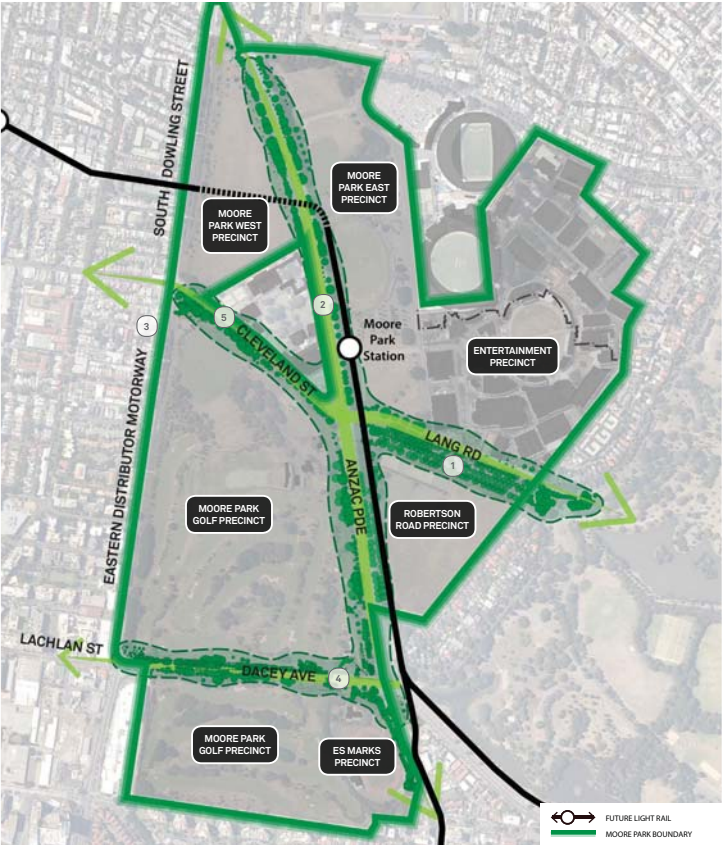 SOUTH DOWLING STREET
MOORE
PARK EAST
PRECINCT
MOORE
PARK WEST
PRECINCT
3
5
2
CLEVELAND ST
Moore
Park
Station
ENTERTAINMENT
PRECINCT
EASTERN DISTRIBUTOR MOTORWAY
LANG RD
1
ANZAC PDE
MOORE PARK
GOLF PRECINCT
ROBERTSON
ROAD PRECINCT
LACHLAN ST
DACEY AVE
4
MOORE PARK
GOLF PRECINCT
ES MARKS
PRECINCT
FUTURE LIGHT RAIL
MOORE PARK BOUNDARY